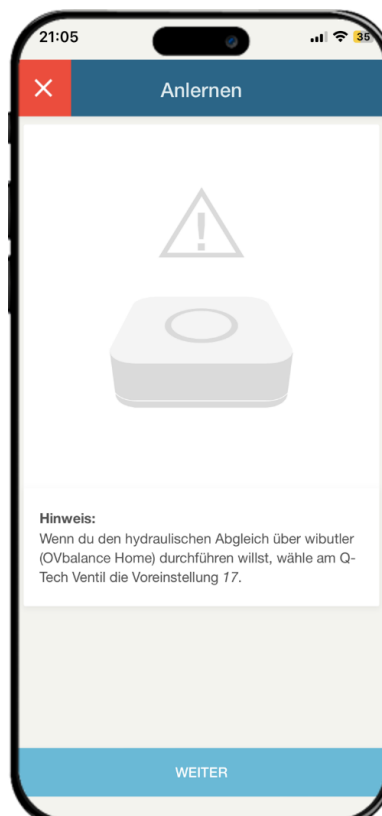 21:05
35
Anlernen
Hinweis:
Wenn du den hydraulischen Abgleich über wibutler
(OVbalance Home) durchführen willst, wähle am Q-
Tech Ventil die Voreinstellung 17.
WEITER